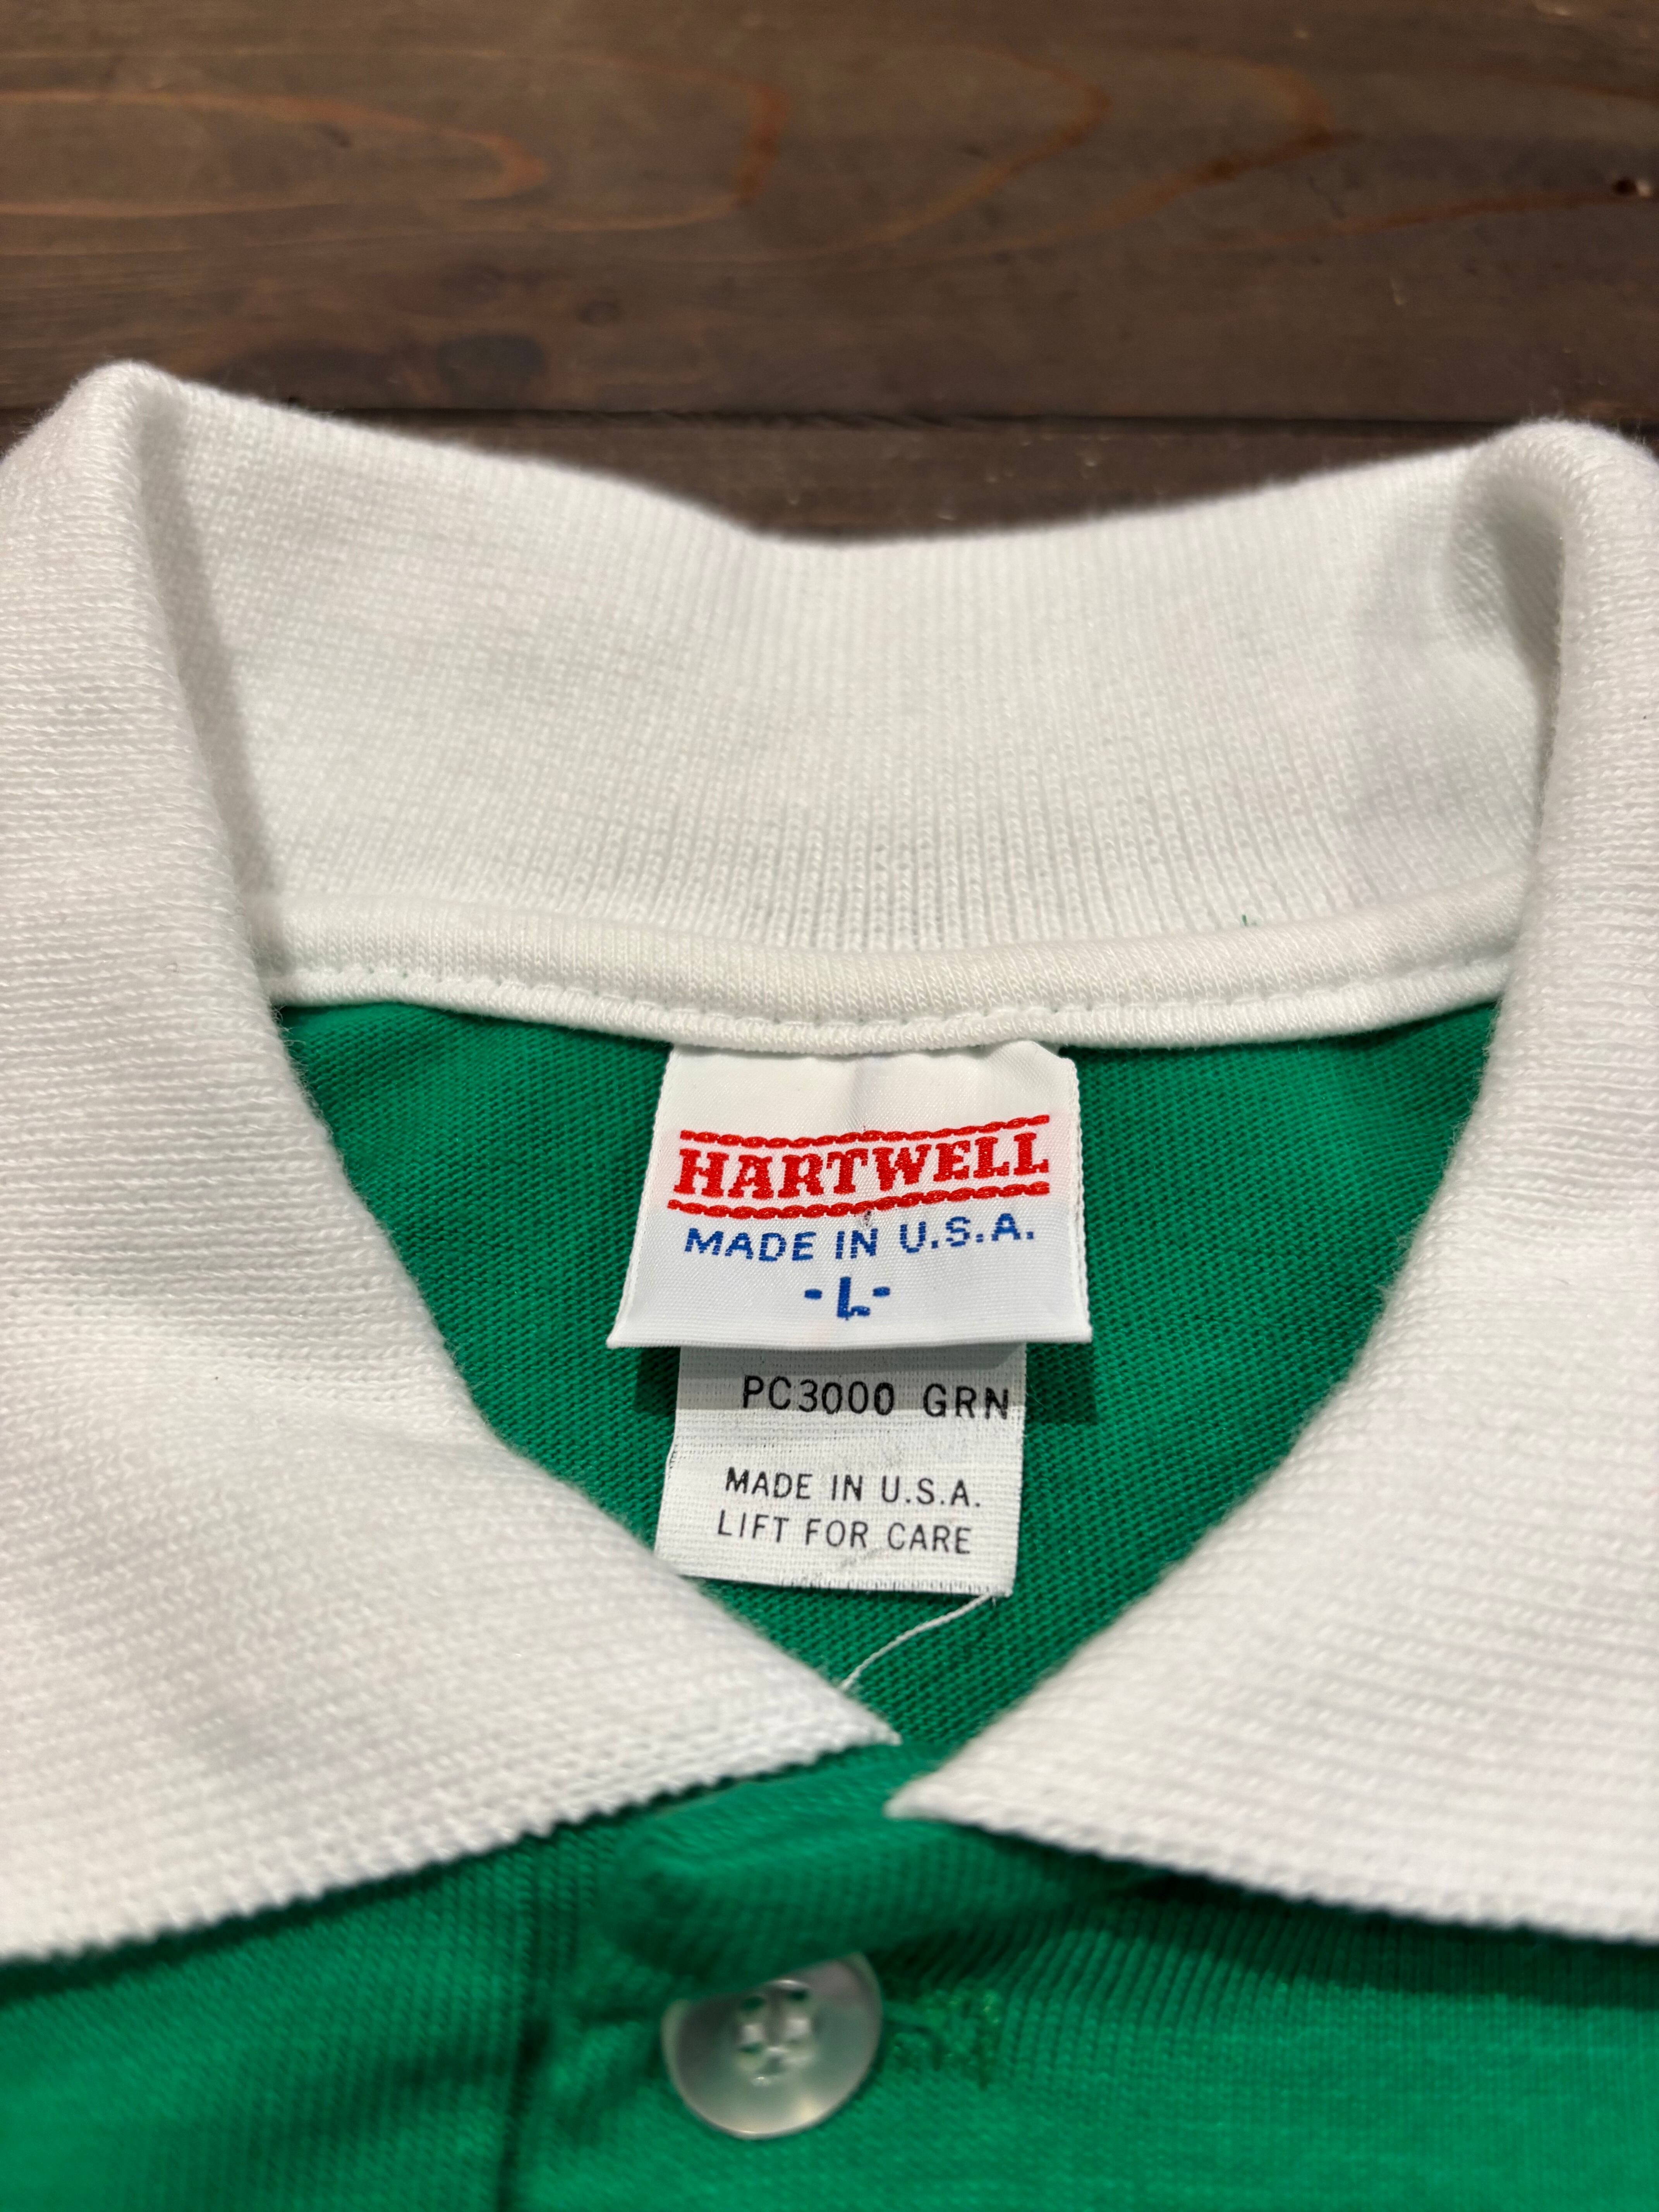 HARTWELL
MADE IN U.S.A.
-L-
PC3000 GRN
MADE IN U.S.A.
LIFT FOR CARE